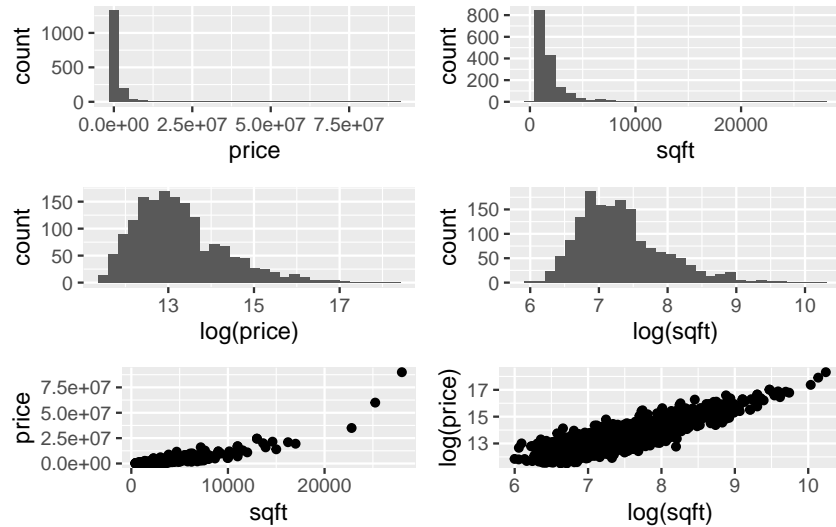 count
1000
500
0
0.0e+00 2.5e+07 5.0e+07 7.5e+07
price
count
800
600
400
200
0
0 10000 20000
sqft
count
150
100
50
0
13 15 17
log(price)
count
150
100
50
0
6 7 8 9 10
log(sqft)
price
7.5e+07
5.0e+07
2.5e+07
0.0e+00
0 10000 20000
sqft
log(price)
17
15
13
6 7 8 9 10
log(sqft)